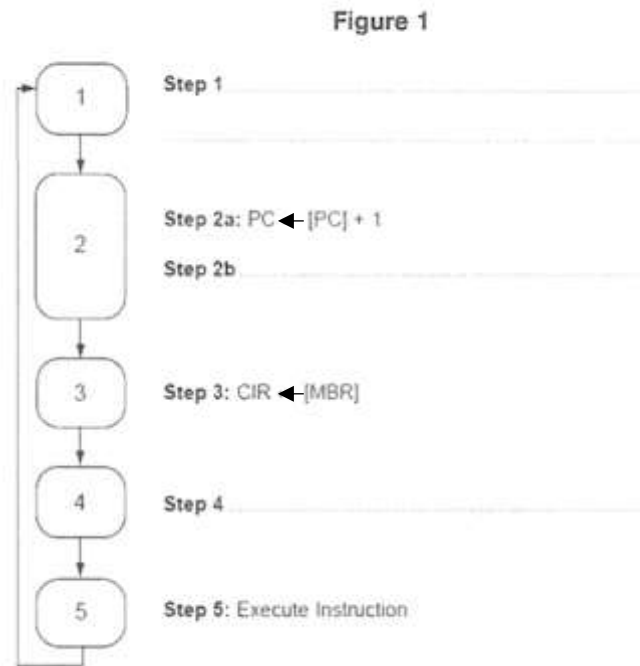 Figure 1
1
Step 1
2
Step 2a: PC ← [PC] + 1
Step 2b
3
Step 3: CIR ← [MBR]
4
Step 4
5
Step 5: Execute Instruction